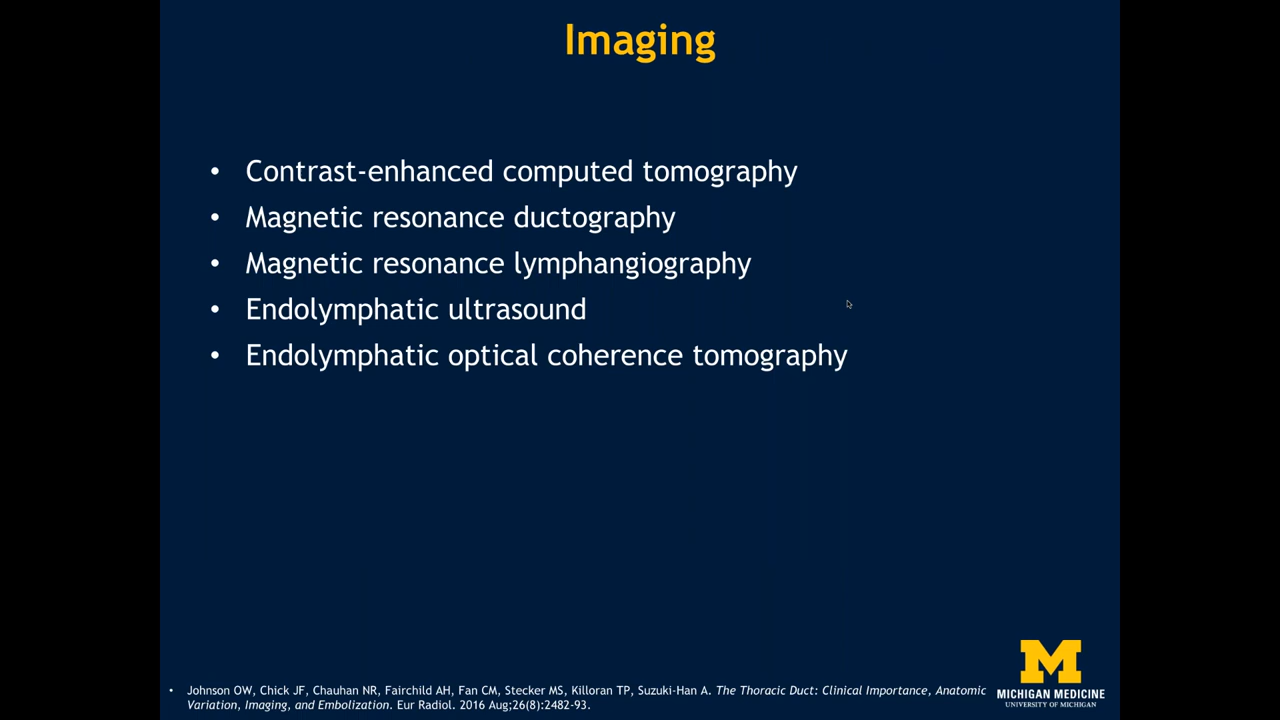 Imaging
• Contrast-enhanced computed tomography
• Magnetic resonance ductography
• Magnetic resonance lymphangiography
• Endolymphatic ultrasound
• Endolymphatic optical coherence tomography
• Johnson OW, Chick JF, Chauhan NR, Fairchild AH, Fan CM, Stecker MS, Killoran TP, Suzuki-Han A. The Thoracic Duct: Clinical Importance, Anatomic
Variation, Imaging, and Embolization. Eur Radiol. 2016 Aug;26(8):2482-93.
M
MICHIGAN MEDICINE
UNIVERSITY OF MICHIGAN